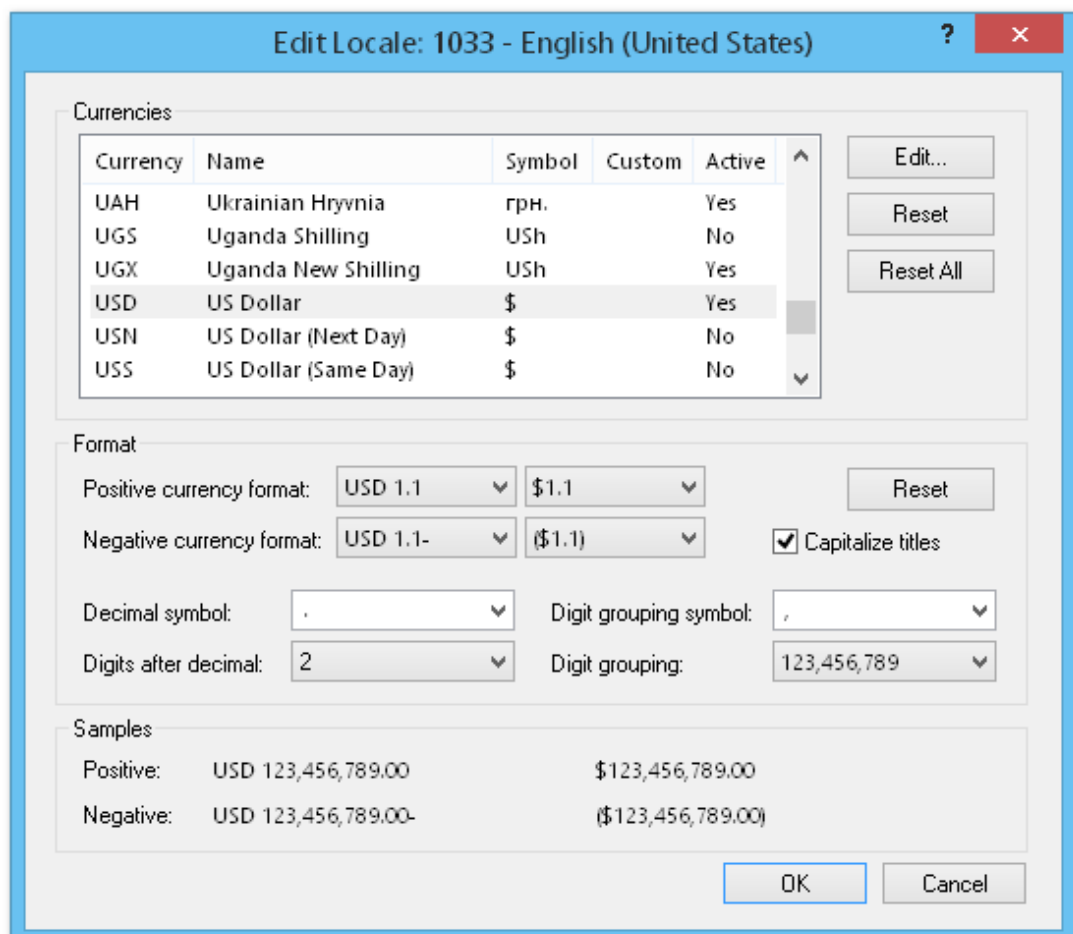 Edit Locale: 1033 - English (United States) ? ×
Currencies
Currency Name Symbol Custom Active
UAH Ukrainian Hryvnia грн. Yes
UGS Uganda Shilling USh No
UGX Uganda New Shilling USh Yes
USD US Dollar $ Yes
USN US Dollar (Next Day) $ No
USS US Dollar (Same Day) $ No
Edit...
Reset
Reset All
Format
Positive currency format: USD 1.1 $1.1 Reset
Negative currency format: USD 1.1- ($1.1) Capitalize titles
Decimal symbol: . Digit grouping symbol: ,
Digits after decimal: 2 Digit grouping: 123,456,789
Samples
Positive: USD 123,456,789.00 $123,456,789.00
Negative: USD 123,456,789.00- ($123,456,789.00)
OK Cancel